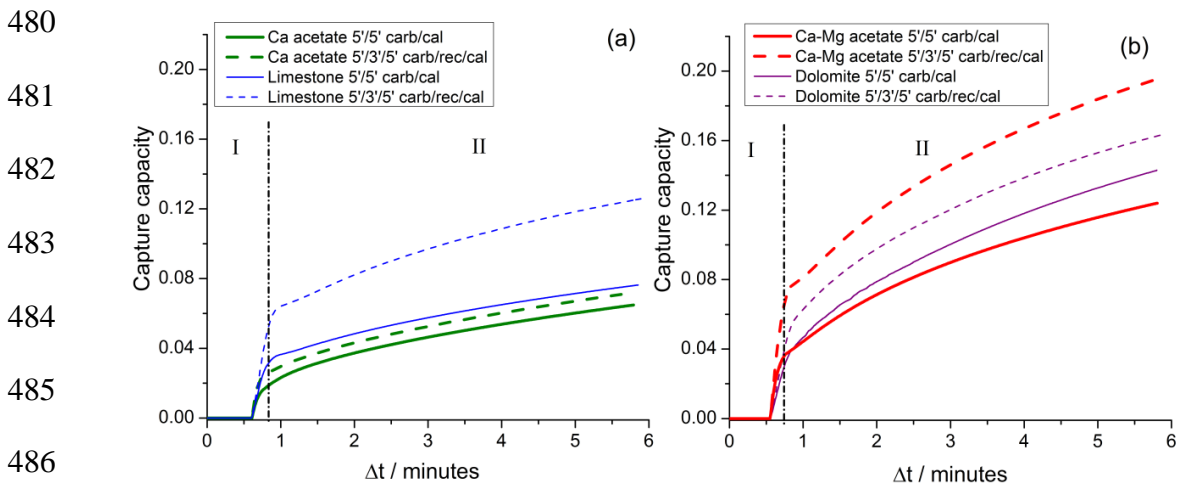 480
481
482
483
484
485
486
Ca acetate 5'/5' carb/cal
Ca acetate 5'/3'/5' carb/rec/cal
Limestone 5'/5' carb/cal
Limestone 5'/3'/5' carb/rec/cal
(a)
I
II
Capture capacity
0.20
0.16
0.12
0.08
0.04
0.00
0 1 2 3 4 5 6
Δt / minutes
Ca-Mg acetate 5'/5' carb/cal
Ca-Mg acetate 5'/3'/5' carb/rec/cal
Dolomite 5'/5' carb/cal
Dolomite 5'/3'/5' carb/rec/cal
(b)
I
II
Capture capacity
0.20
0.16
0.12
0.08
0.04
0.00
0 1 2 3 4 5 6
Δt / minutes